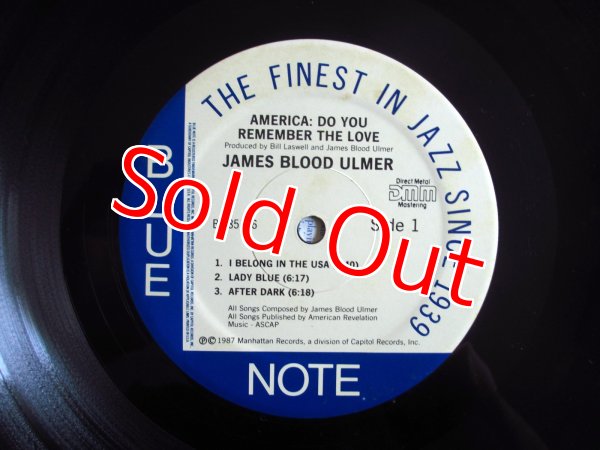 THE FINEST IN JAZZ SINCE 1939
AMERICA: DO YOU
REMEMBER THE LOVE
Produced by Bill Laswell and James Blood Ulmer
JAMES BLOOD ULMER
Direct Metal
DMM
Mastering
Side 1
1. I BELONG IN THE USA
2. LADY BLUE (6:17)
3. AFTER DARK (6:18)
All Songs Composed by James Blood Ulmer
All Songs Published by American Revelation
Music - ASCAP
Ⓟ© 1987 Manhattan Records, a division of Capitol Records, Inc.
BLUE
NOTE
Sold Out